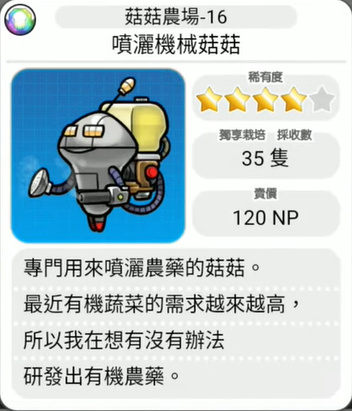 菇菇農場-16
噴灑機械菇菇
稀有度
獨享栽培 採收數
35 隻
賣價
120 NP
專門用來噴灑農藥的菇菇。
最近有機蔬菜的需求越來越高，
所以我在想有沒有辦法
研發出有機農藥。